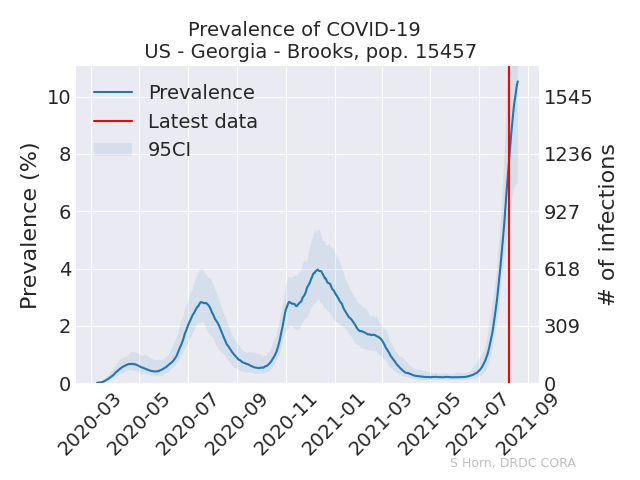 Prevalence of COVID-19
US - Georgia - Brooks, pop. 15457
Prevalence
Latest data
95CI
Prevalence (%)
10
8
6
4
2
0
1545
1236
927
618
309
0
# of infections
2020-03
2020-05
2020-07
2020-09
2020-11
2021-01
2021-03
2021-05
2021-07
2021-09
S Horn, DRDC CORA